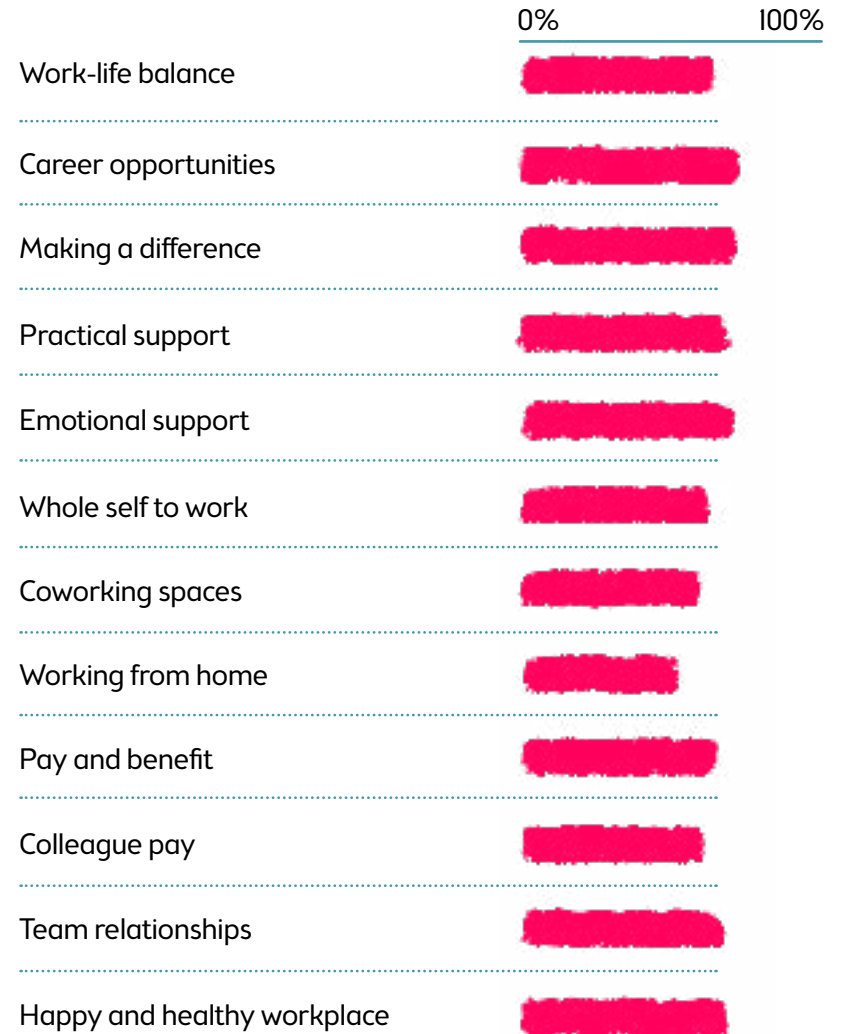 0% 100%
Work-life balance
Career opportunities
Making a difference
Practical support
Emotional support
Whole self to work
Coworking spaces
Working from home
Pay and benefit
Colleague pay
Team relationships
Happy and healthy workplace